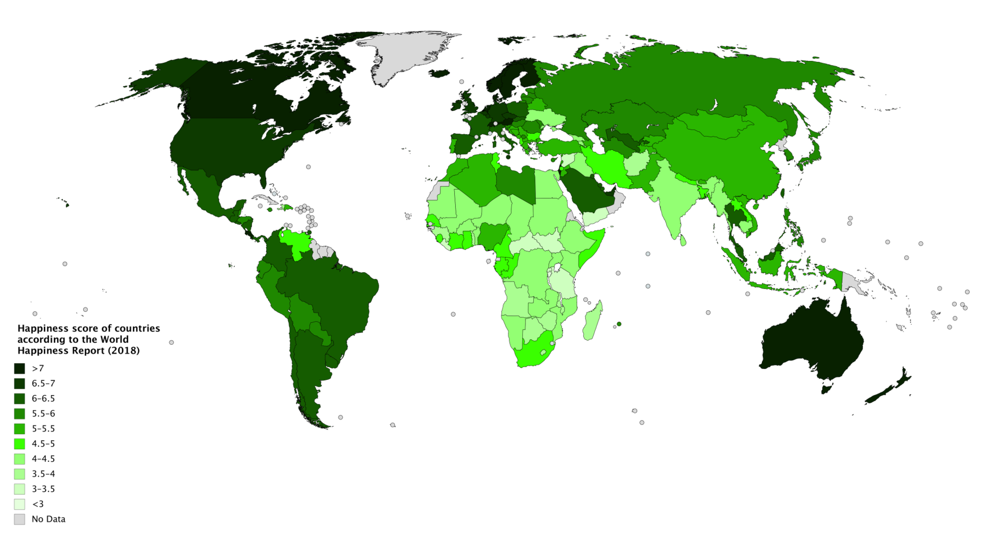 Happiness score of countries
according to the World
Happiness Report (2018)
>7
6.5–7
6–6.5
5.5–6
5–5.5
4.5–5
4–4.5
3.5–4
3–3.5
<3
No Data